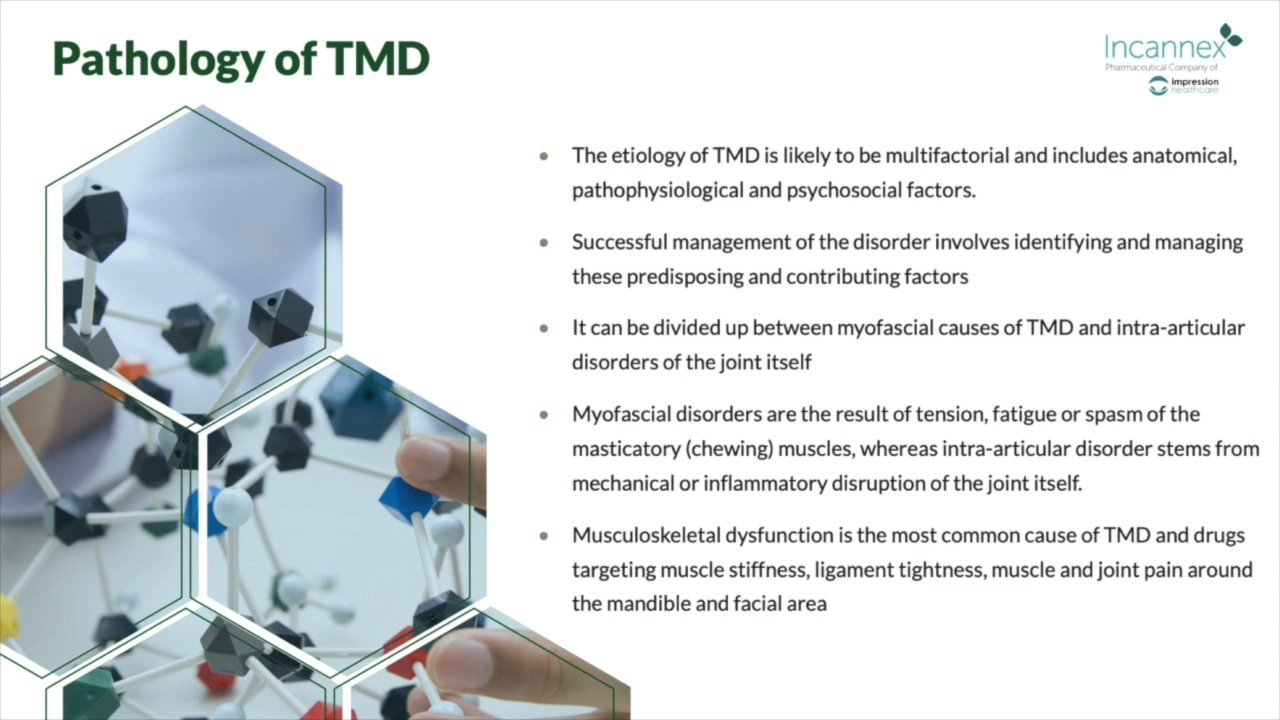 Pathology of TMD
Incannex
Pharmaceutical Company of
impression
healthcare
• The etiology of TMD is likely to be multifactorial and includes anatomical,
pathophysiological and psychosocial factors.
• Successful management of the disorder involves identifying and managing
these predisposing and contributing factors
• It can be divided up between myofascial causes of TMD and intra-articular
disorders of the joint itself
• Myofascial disorders are the result of tension, fatigue or spasm of the
masticatory (chewing) muscles, whereas intra-articular disorder stems from
mechanical or inflammatory disruption of the joint itself.
• Musculoskeletal dysfunction is the most common cause of TMD and drugs
targeting muscle stiffness, ligament tightness, muscle and joint pain around
the mandible and facial area